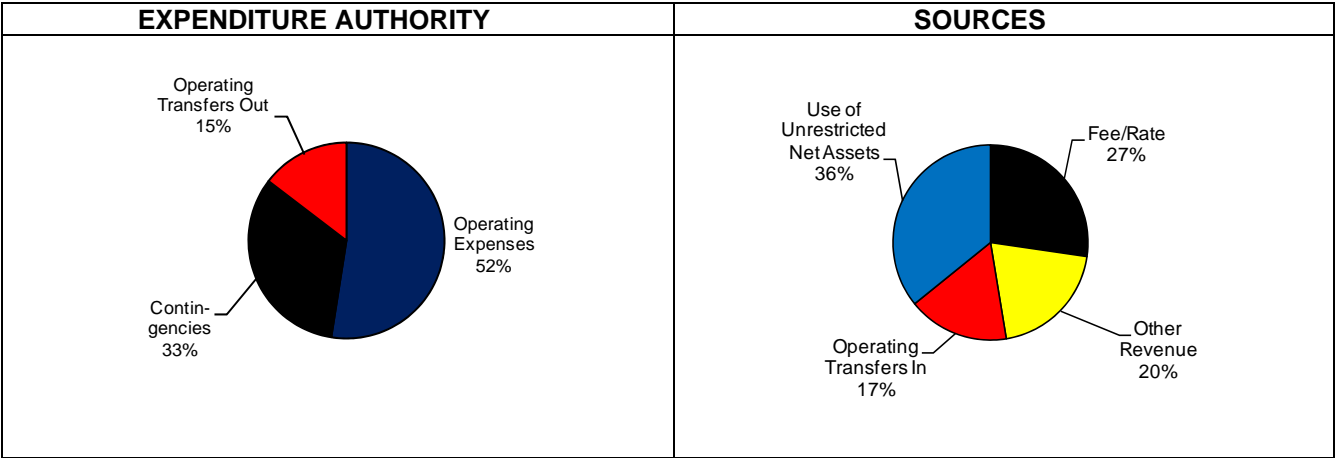 EXPENDITURE AUTHORITY
Operating
Transfers Out
15%
Operating
Expenses
52%
Contin-
gencies
33%
SOURCES
Use of
Unrestricted
Net Assets
36%
Fee/Rate
27%
Operating
Transfers In
17%
Other
Revenue
20%